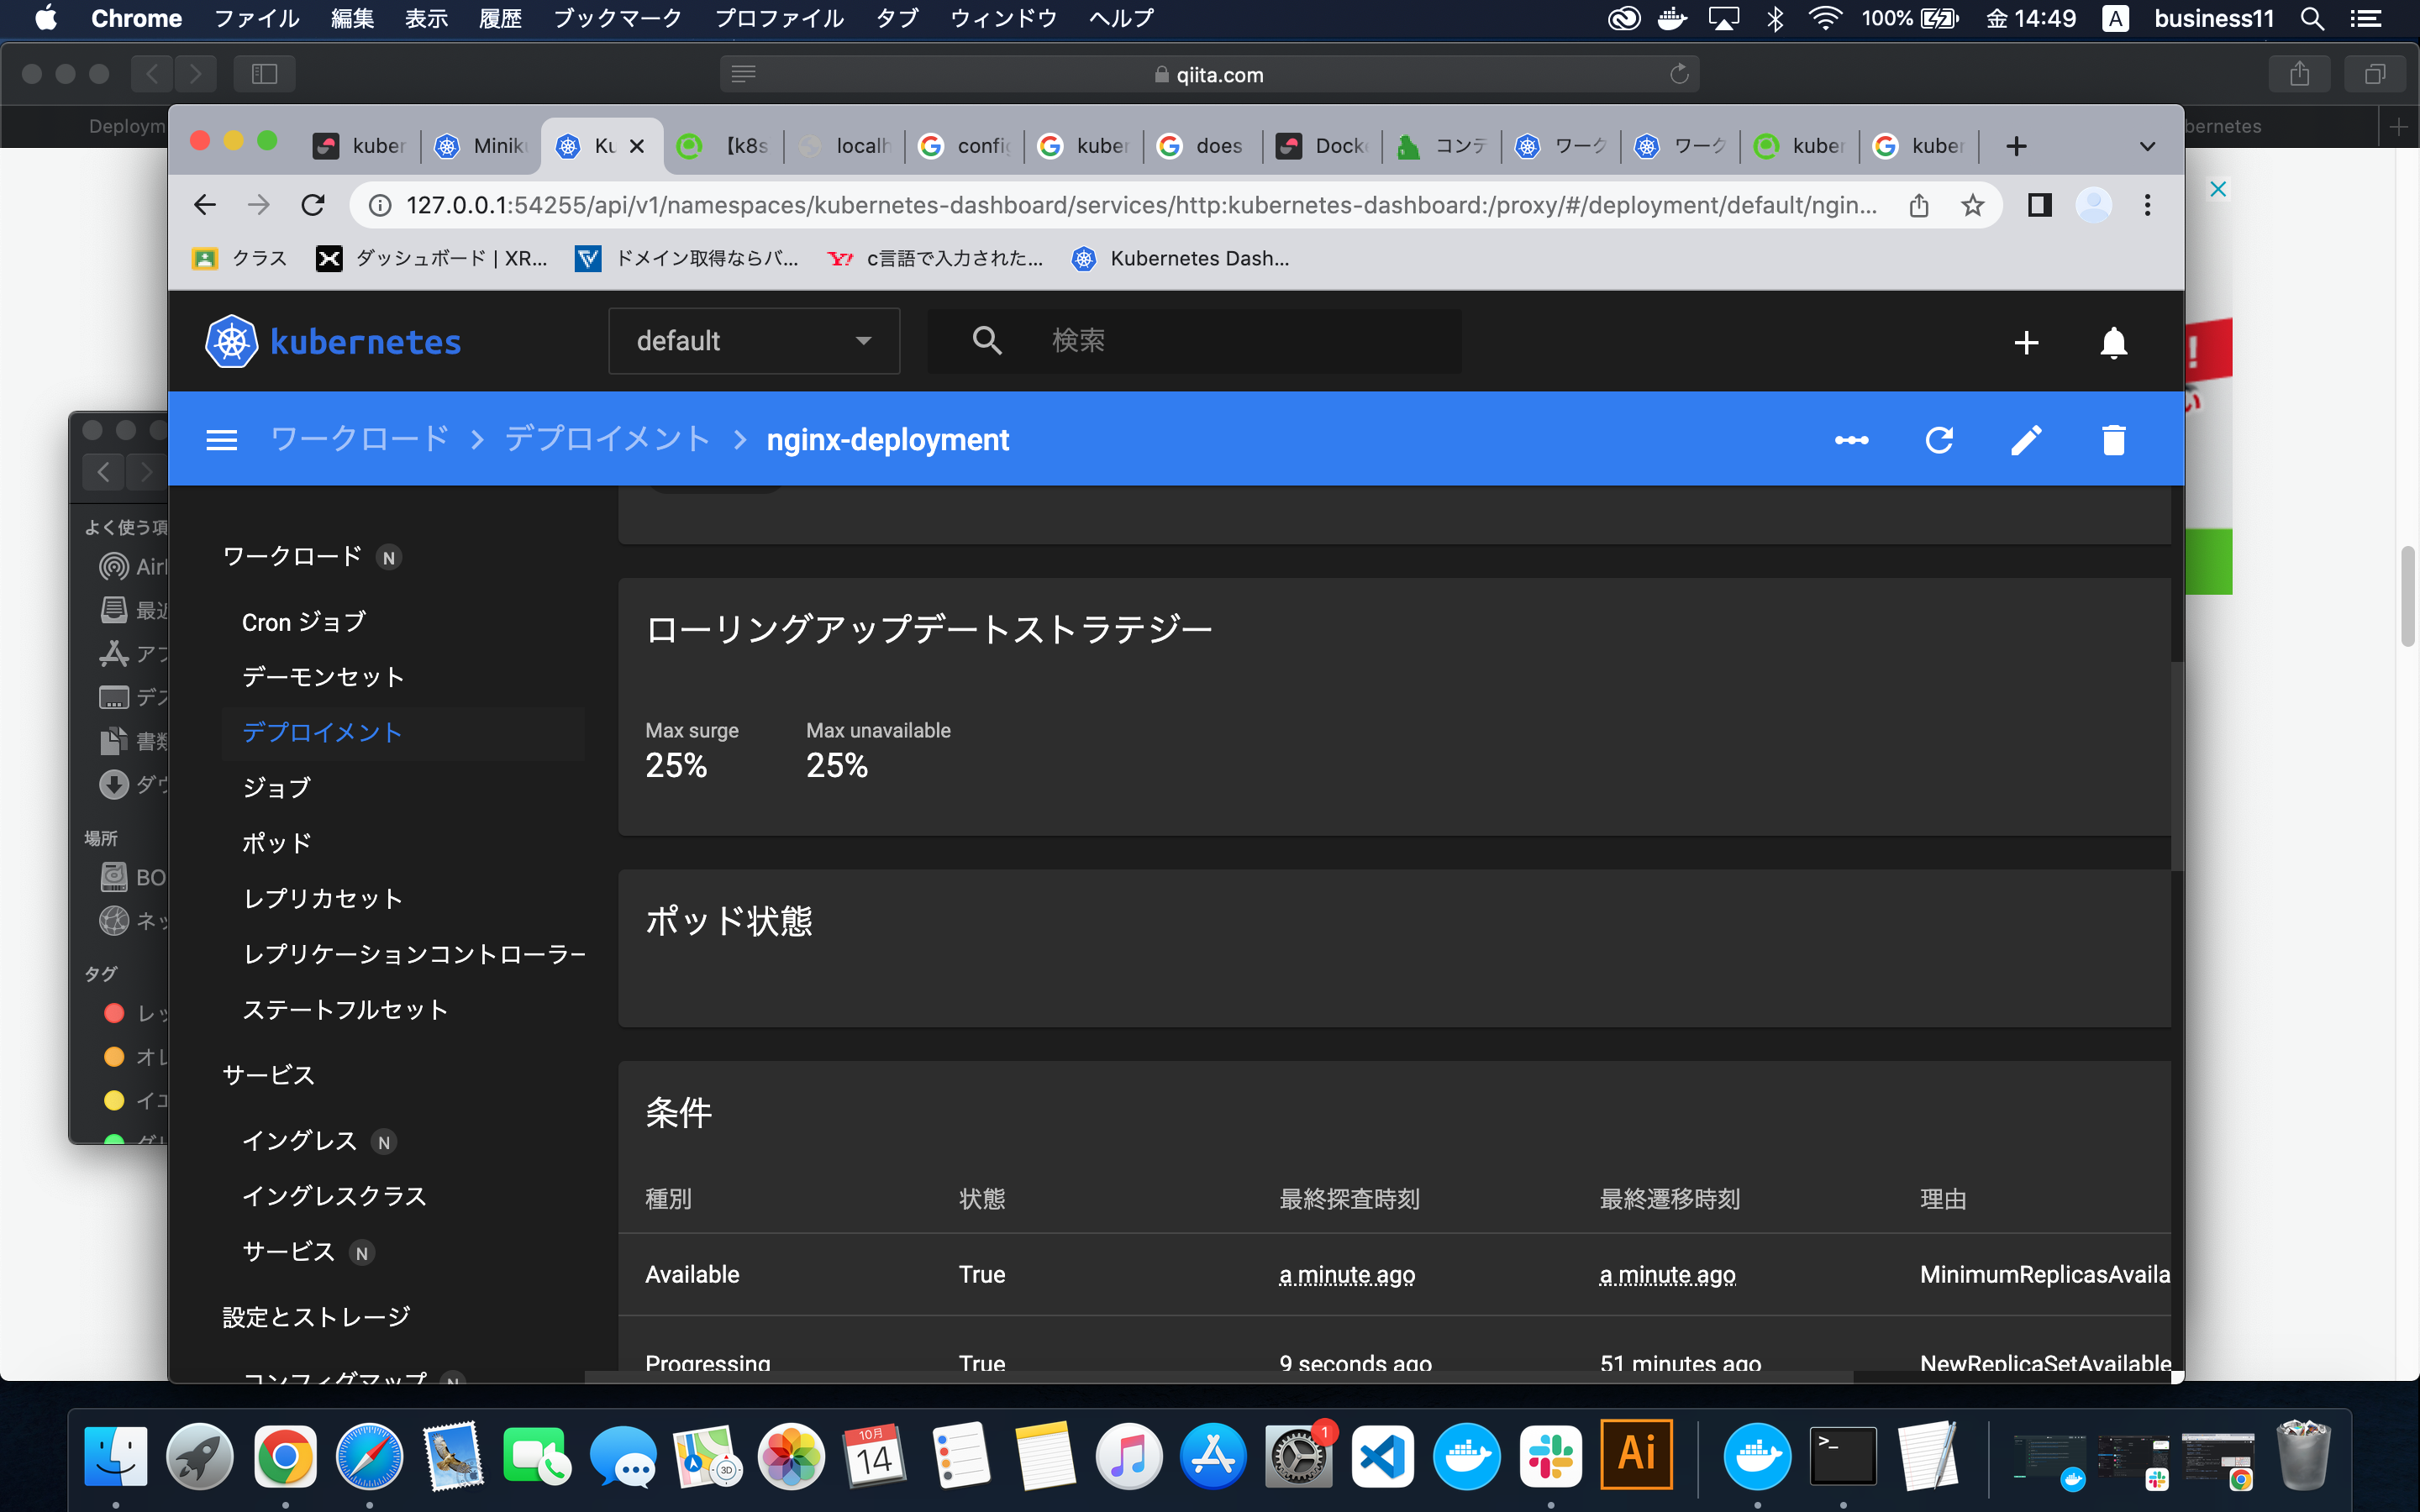 Chrome ファイル 編集 表示 履歴 ブックマーク プロファイル タブ ウィンドウ ヘルプ 100% 金 14:49 A business11
qiita.com
Deploym
bernetes
kuber Minik Ku 【k8s localh config kuber does Docke コンテ ワーク ワーク kuber kuber
127.0.0.1:54255/api/v1/namespaces/kubernetes-dashboard/services/http:kubernetes-dashboard:/proxy/#/deployment/default/ngin...
クラス ダッシュボード | XR... ドメイン取得ならバ... c言語で入力された... Kubernetes Dash...
kubernetes default 検索
ワークロード デプロイメント nginx-deployment
よく使う項
AirI
最近
アプ
デス
書類
ダウ
場所
BO
ネッ
タグ
レッ
オレ
イエ
グリ
ワークロード N
Cron ジョブ
デーモンセット
デプロイメント
ジョブ
ポッド
レプリカセット
レプリケーションコントローラー
ステートフルセット
サービス
イングレス N
イングレスクラス
サービス N
設定とストレージ
コンフィグマップ N
ローリングアップデートストラテジー
Max surge Max unavailable
25% 25%
ポッド状態
条件
種別 状態 最終探査時刻 最終遷移時刻 理由
Available True a minute ago a minute ago MinimumReplicasAvaila
Progressing True 9 seconds ago 51 minutes ago NewReplicaSetAvailable
!
い
10月
14
3D
1
Ai